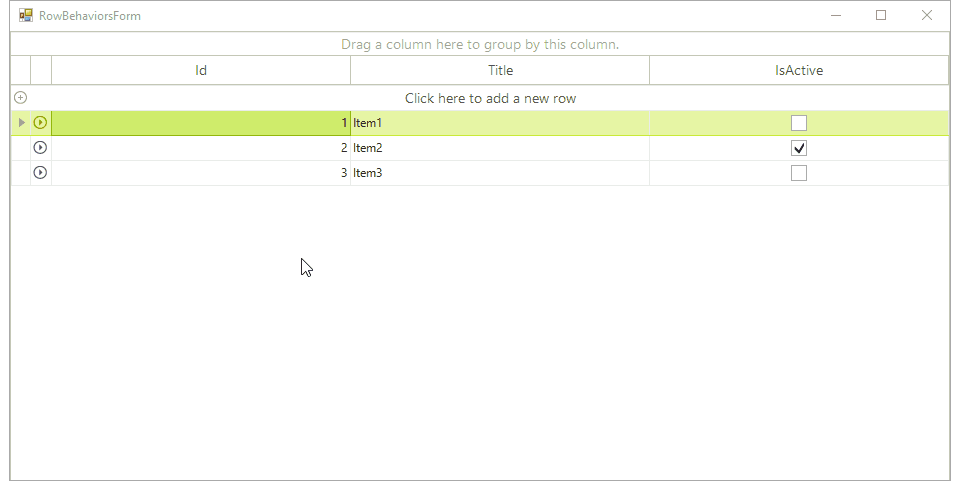 RowBehaviorsForm
Drag a column here to group by this column.
Id Title IsActive
Click here to add a new row
1 Item1
2 Item2
3 Item3